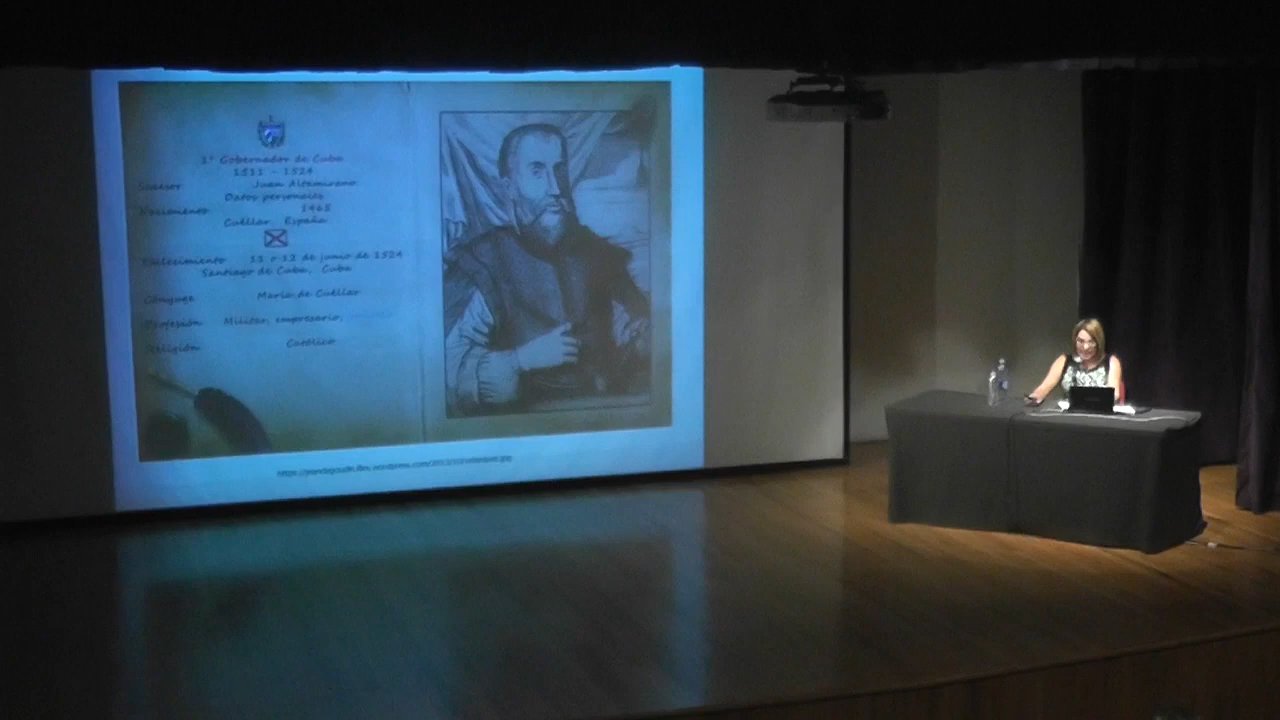 1° Gobernador de Cuba
1511 - 1524
Sucesor Juan Altamirano
Datos personales
Nacimiento 1465
Cuéllar, España
Fallecimiento 11 o 12 de junio de 1524
Santiago de Cuba, Cuba
Cónyuge María de Cuéllar
Profesión Militar, empresario,
Religión Católico